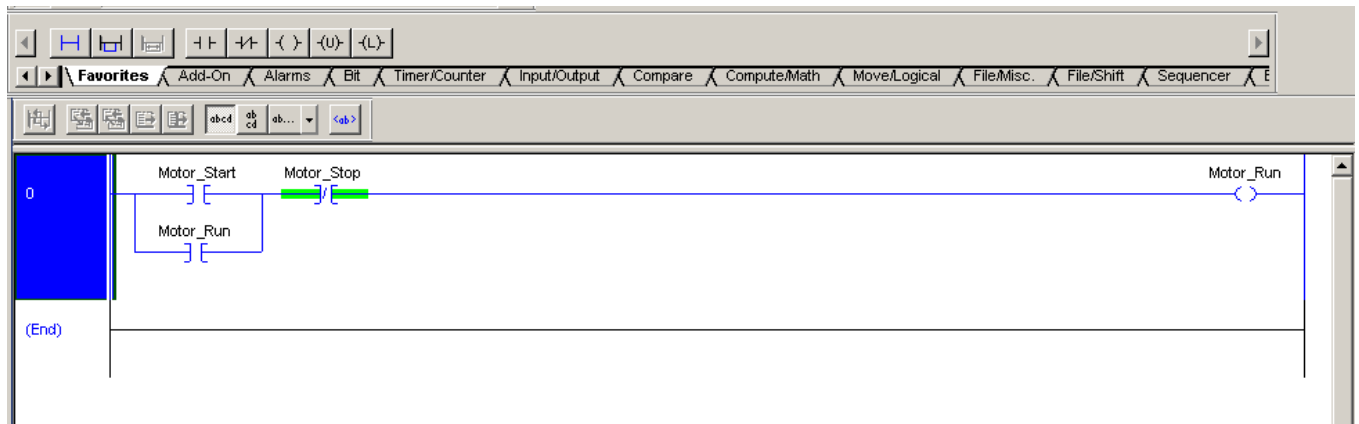 -(U)- -(L)-
Favorites Add-On Alarms Bit Timer/Counter Input/Output Compare Compute/Math Move/Logical File/Misc. File/Shift Sequencer
abcd ab cd ab... <ab>
Motor_Start Motor_Stop Motor_Run
0
Motor_Run
(End)